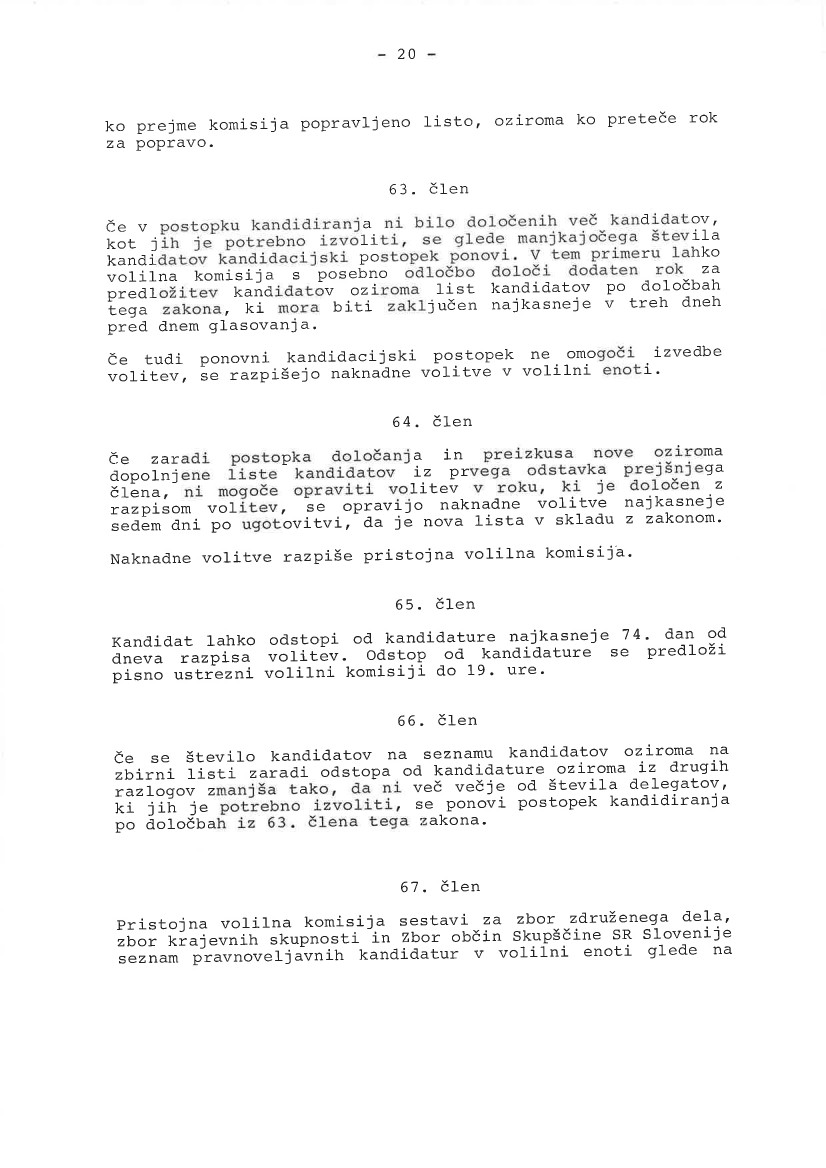 - 20 -
ko prejme komisija popravljeno listo, oziroma ko preteče rok
za popravo.
63. člen
Če v postopku kandidiranja ni bilo določenih več kandidatov,
kot jih je potrebno izvoliti, se glede manjkajočega števila
kandidatov kandidacijski postopek ponovi. V tem primeru lahko
volilna komisija s posebno odločbo določi dodaten rok za
predložitev kandidatov oziroma list kandidatov po določbah
tega zakona, ki mora biti zaključen najkasneje v treh dneh
pred dnem glasovanja.
Če tudi ponovni kandidacijski postopek ne omogoči izvedbe
volitev, se razpišejo naknadne volitve v volilni enoti.
64. člen
Če zaradi postopka določanja in preizkusa nove oziroma
dopolnjene liste kandidatov iz prvega odstavka prejšnjega
člena, ni mogoče opraviti volitev v roku, ki je določen z
razpisom volitev, se opravijo naknadne volitve najkasneje
sedem dni po ugotovitvi, da je nova lista v skladu z zakonom.
Naknadne volitve razpiše pristojna volilna komisija.
65. člen
Kandidat lahko odstopi od kandidature najkasneje 74. dan od
dneva razpisa volitev. Odstop od kandidature se predloži
pisno ustrezni volilni komisiji do 19. ure.
66. člen
Če se število kandidatov na seznamu kandidatov oziroma na
zbirni listi zaradi odstopa od kandidature oziroma iz drugih
razlogov zmanjša tako, da ni več večje od števila delegatov,
ki jih je potrebno izvoliti, se ponovi postopek kandidiranja
po določbah iz 63. člena tega zakona.
67. člen
Pristojna volilna komisija sestavi za zbor združenega dela,
zbor krajevnih skupnosti in Zbor občin Skupščine SR Slovenije
seznam pravnoveljavnih kandidatur v volilni enoti glede na